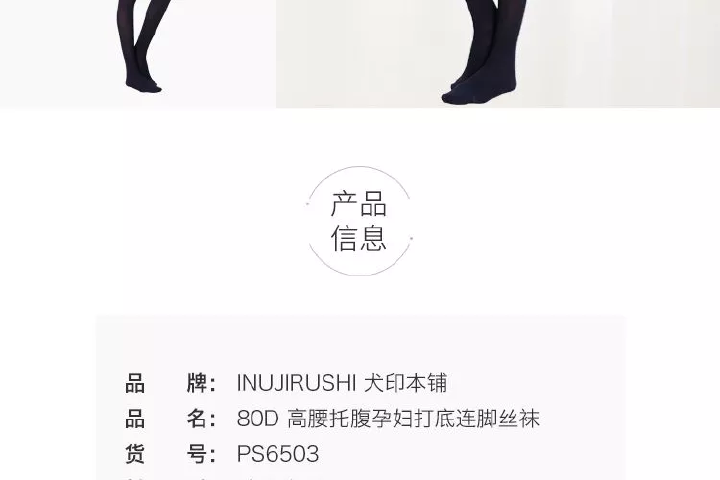 产品
信息
品 牌： INUJIRUSHI 犬印本铺
品 名： 80D 高腰托腹孕妇打底连脚丝袜
货 号： PS6503